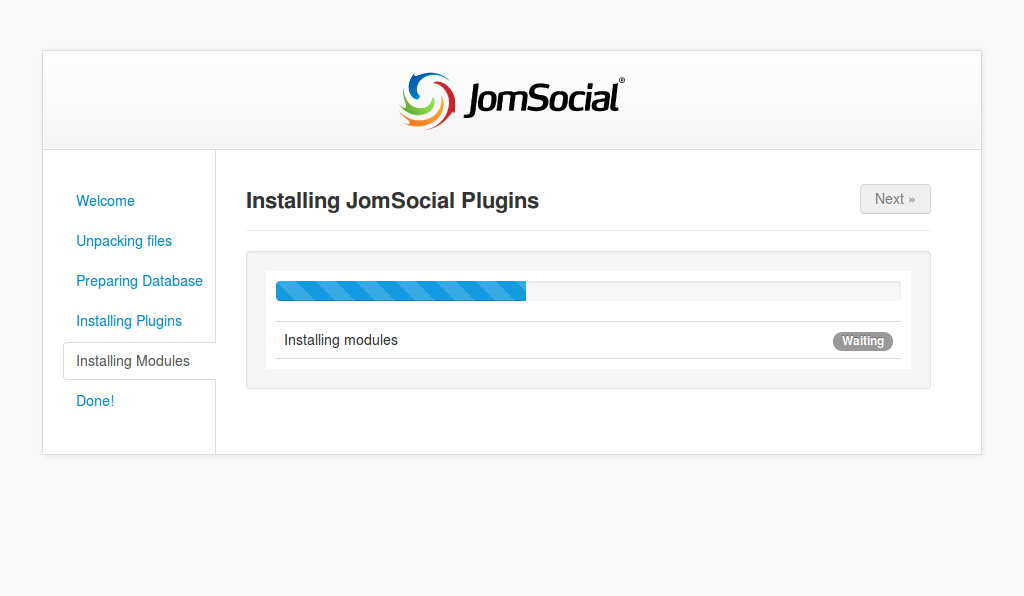 JomSocial®
Welcome
Unpacking files
Preparing Database
Installing Plugins
Installing Modules
Done!
Installing JomSocial Plugins
Next »
Installing modules
Waiting